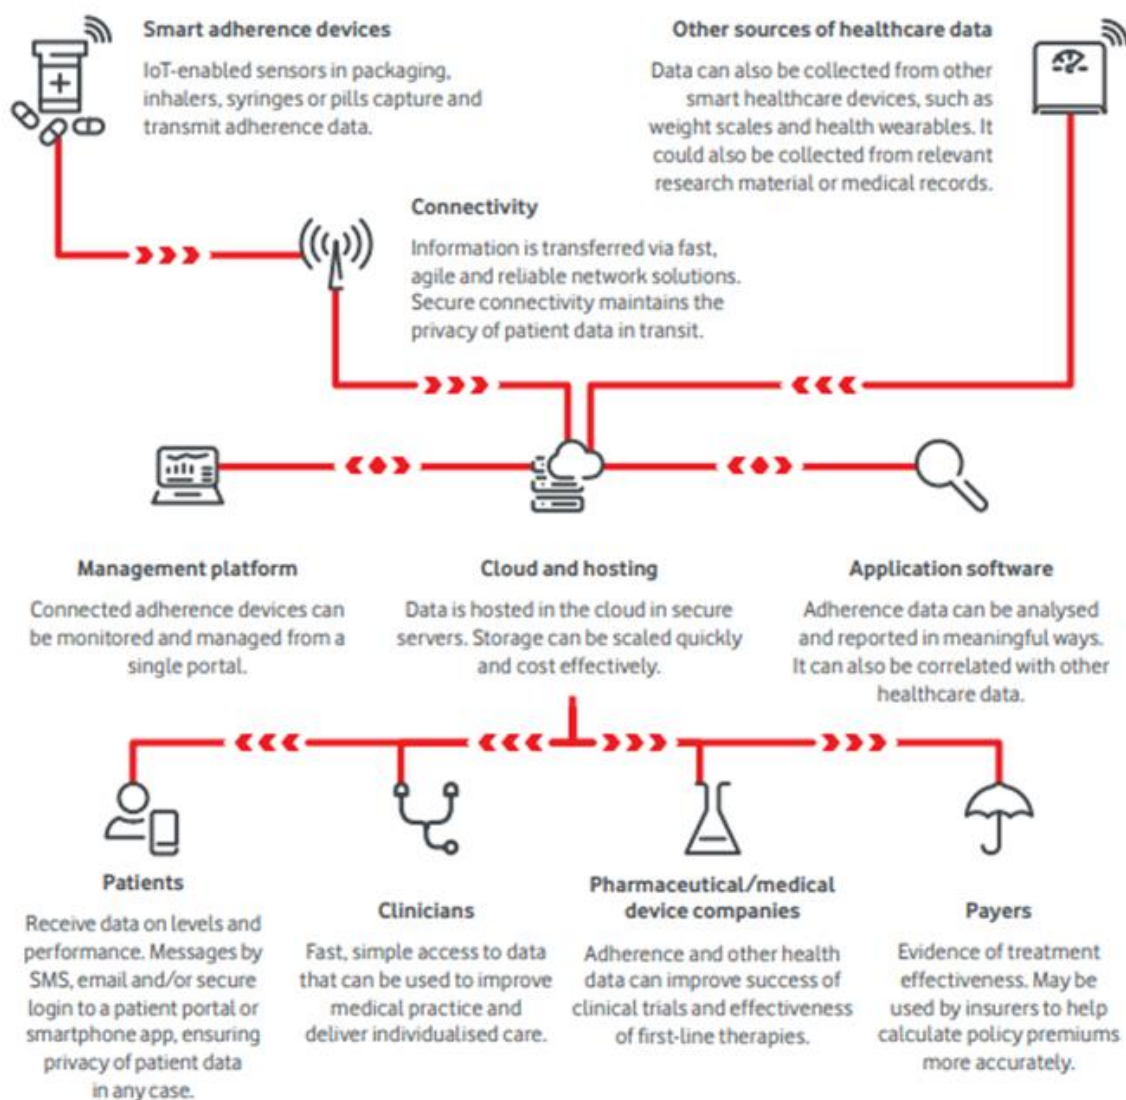 Smart adherence devices
IoT-enabled sensors in packaging,
inhalers, syringes or pills capture and
transmit adherence data.
Other sources of healthcare data
Data can also be collected from other
smart healthcare devices, such as
weight scales and health wearables. It
could also be collected from relevant
research material or medical records.
Connectivity
Information is transferred via fast,
agile and reliable network solutions.
Secure connectivity maintains the
privacy of patient data in transit.
Management platform
Connected adherence devices can
be monitored and managed from a
single portal.
Cloud and hosting
Data is hosted in the cloud in secure
servers. Storage can be scaled quickly
and cost effectively.
Application software
Adherence data can be analysed
and reported in meaningful ways.
It can also be correlated with other
healthcare data.
Patients
Receive data on levels and
performance. Messages by
SMS, email and/or secure
login to a patient portal or
smartphone app, ensuring
privacy of patient data
in any case.
Clinicians
Fast, simple access to data
that can be used to improve
medical practice and
deliver individualised care.
Pharmaceutical/medical
device companies
Adherence and other health
data can improve success of
clinical trials and effectiveness
of first-line therapies.
Payers
Evidence of treatment
effectiveness. May be
used by insurers to help
calculate policy premiums
more accurately.